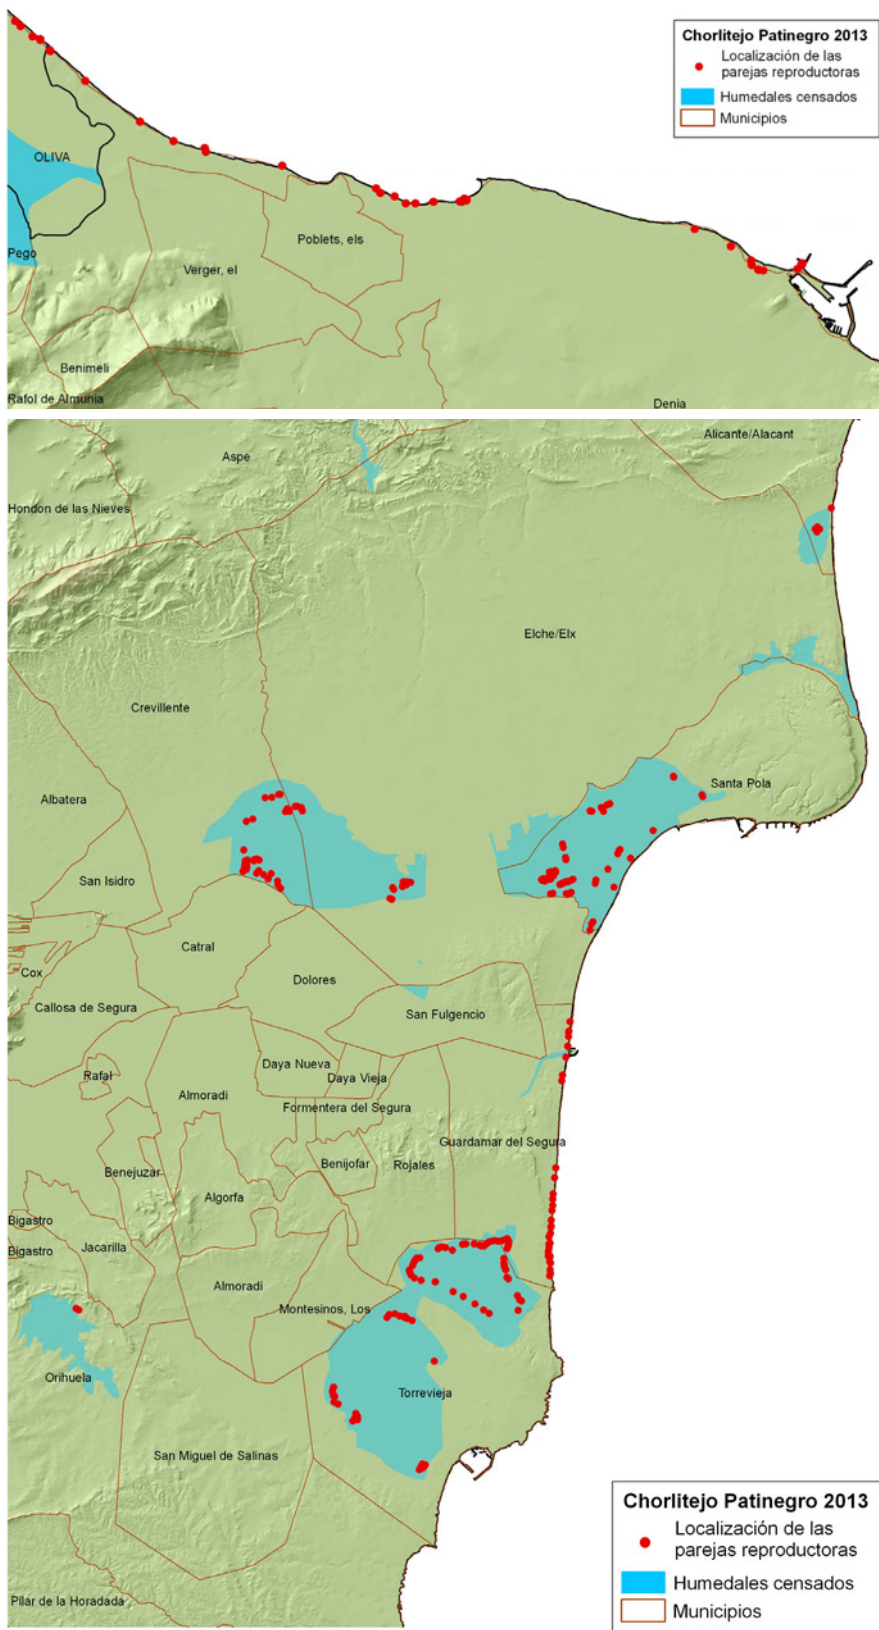 Chorlitejo Patinegro 2013
Localización de las
parejas reproductoras
Humedales censados
Municipios
OLIVA
Pego
Verger, el
Poblets, els
Benimeli
Rafol de Almunia
Denia
Alicante/Alacant
Aspe
Hondon de las Nieves
Elche/Elx
Crevillente
Santa Pola
Albatera
San Isidro
Catral
Dolores
Cox
Callosa de Segura
San Fulgencio
Daya Nueva
Daya Vieja
Rafal
Almoradi
Formentera del Segura
Guardamar del Segura
Benijofar
Rojales
Benejuzar
Algorfa
Bigastro
Jacarilla
Bigastro
Almoradi
Montesinos, Los
Orihuela
Torrevieja
San Miguel de Salinas
Pilar de la Horadada
Chorlitejo Patinegro 2013
Localización de las
parejas reproductoras
Humedales censados
Municipios